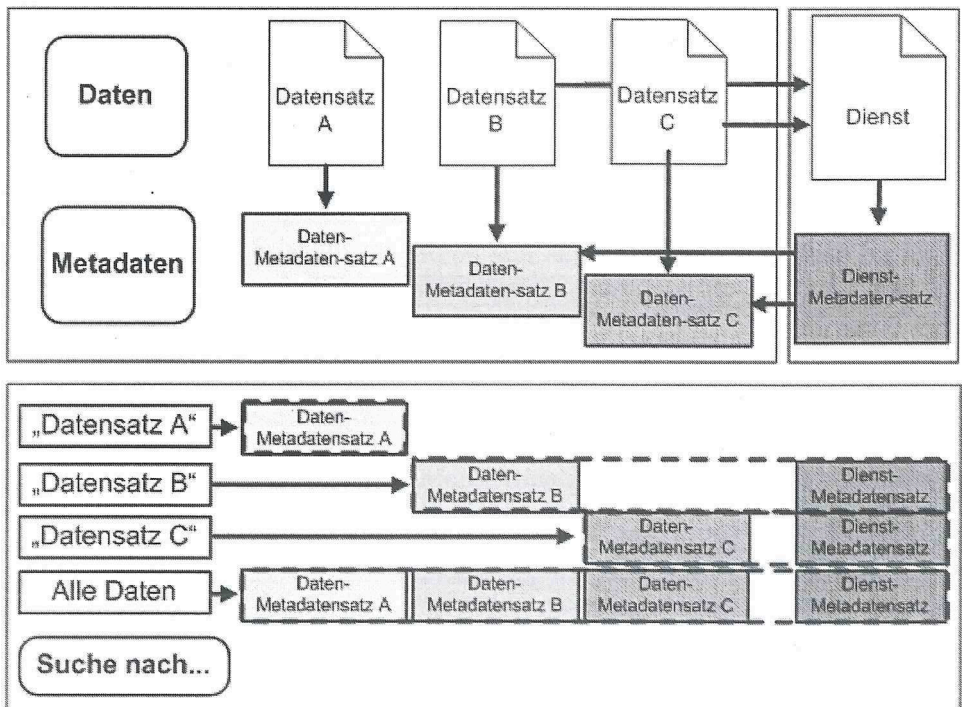 Daten
Datensatz
A
Datensatz
B
Datensatz
C
Dienst
Metadaten
Daten-
Metadaten-satz A
Daten-
Metadaten-satz B
Daten-
Metadaten-satz C
Dienst-
Metadaten-satz
„Datensatz A“
Daten-
Metadatensatz A
„Datensatz B“
Daten-
Metadatensatz B
Dienst-
Metadatensatz
„Datensatz C“
Daten-
Metadatensatz C
Dienst-
Metadatensatz
Alle Daten
Daten-
Metadatensatz A
Daten-
Metadatensatz B
Daten-
Metadatensatz C
Dienst-
Metadatensatz
Suche nach...